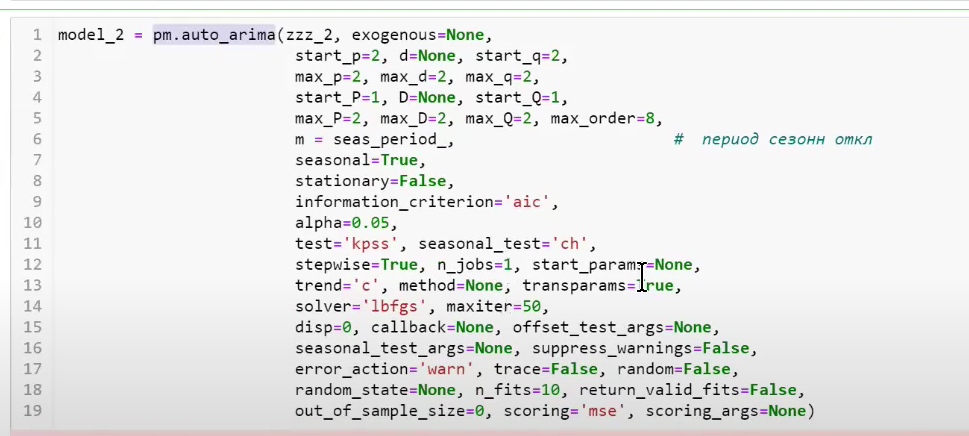 1 model_2 = pm.auto_arima(zzz_2, exogenous=None,
2 start_p=2, d=None, start_q=2,
3 max_p=2, max_d=2, max_q=2,
4 start_P=1, D=None, start_Q=1,
5 max_P=2, max_D=2, max_Q=2, max_order=8,
6 m = seas_period_, # период сезонн откл
7 seasonal=True,
8 stationary=False,
9 information_criterion='aic',
10 alpha=0.05,
11 test='kpss', seasonal_test='ch',
12 stepwise=True, n_jobs=1, start_params=None,
13 trend='c', method=None, transparams=True,
14 solver='lbfgs', maxiter=50,
15 disp=0, callback=None, offset_test_args=None,
16 seasonal_test_args=None, suppress_warnings=False,
17 error_action='warn', trace=False, random=False,
18 random_state=None, n_fits=10, return_valid_fits=False,
19 out_of_sample_size=0, scoring='mse', scoring_args=None)